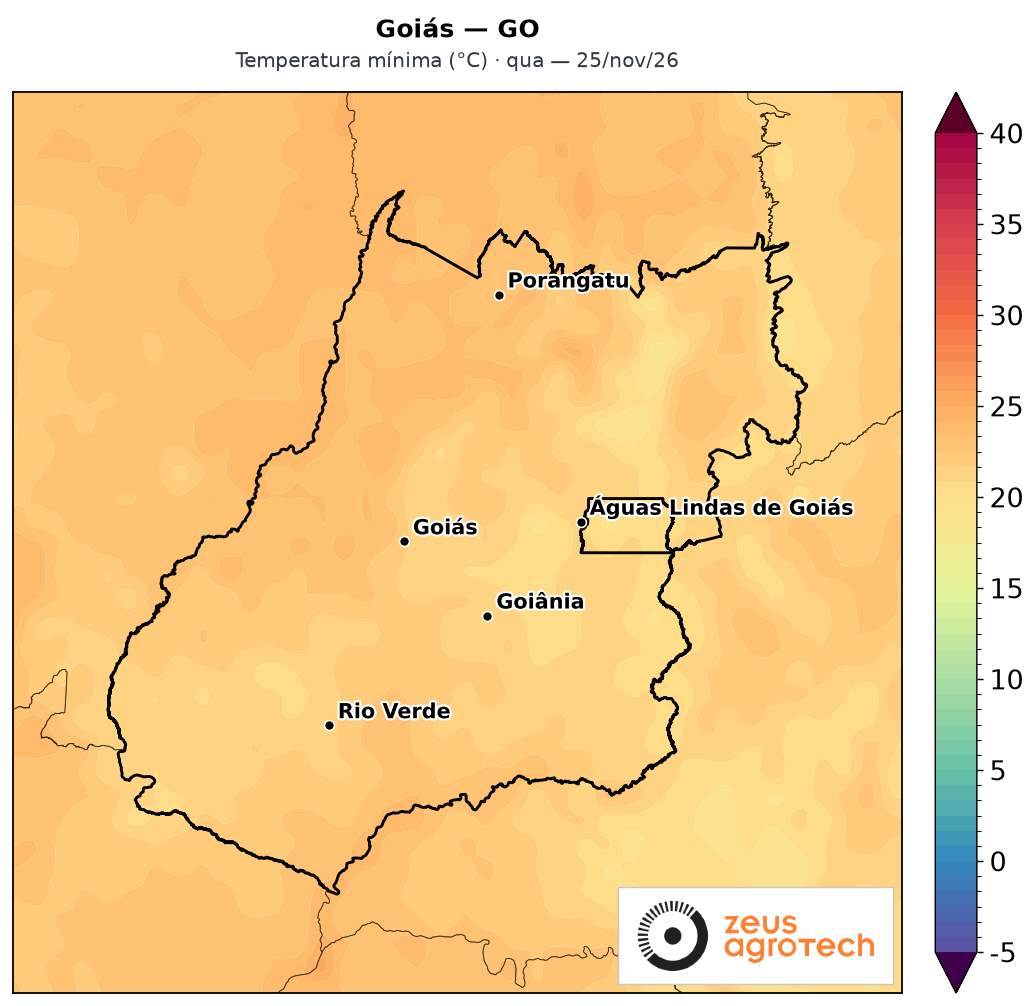 Goiás — GO
Temperatura mínima (°C) · qua — 25/nov/26
40
35
30
25
20
15
10
5
0
-5
Porangatu
Águas Lindas de Goiás
Goiás
Goiânia
Rio Verde
zeus
agrotech